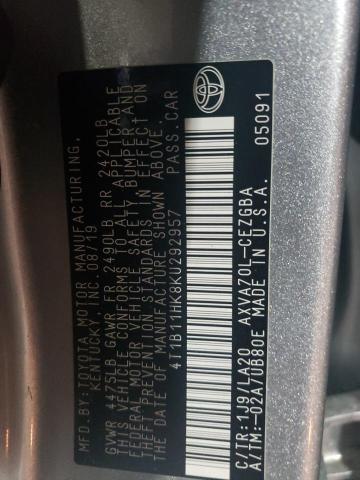 MFD. BY:TOYOTA MOTOR MANUFACTURING,
KENTUCKY, INC. 08/19
GVWR 4475LB GAWR FR 2490LB RR 2420LB
THIS VEHICLE CONFORMS TO ALL APPLICABLE
FEDERAL MOTOR VEHICLE SAFETY, BUMPER, AND
THEFT PREVENTION STANDARDS IN EFFECT ON
THE DATE OF MANUFACTURE SHOWN ABOVE.
4T1B11HK8KU292957 PASS.CAR
C/TR:1J9/LA20 AXVA70L-CEZGBA
A/TM:-02A/UB80E MADE IN U.S.A.
05091